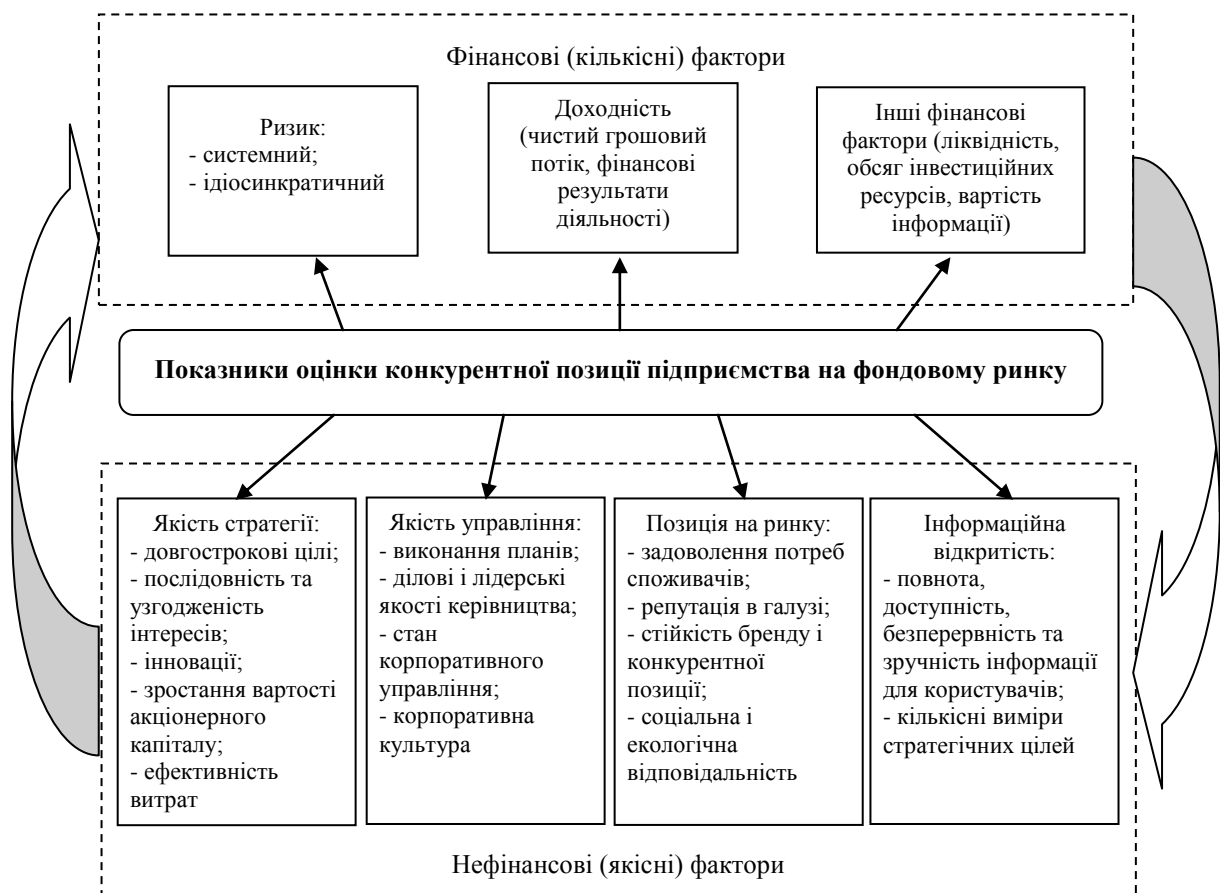 Фінансові (кількісні) фактори
Ризик:
- системний;
- ідіосинкратичний
Доходність
(чистий грошовий
потік, фінансові
результати
діяльності)
Інші фінансові
фактори (ліквідність,
обсяг інвестиційних
ресурсів, вартість
інформації)
Показники оцінки конкурентної позиції підприємства на фондовому ринку
Якість стратегії:
- довгострокові цілі;
- послідовність та
узгодженість
інтересів;
- інновації;
- зростання вартості
акціонерного
капіталу;
- ефективність
витрат
Якість управління:
- виконання планів;
- ділові і лідерські
якості керівництва;
- стан
корпоративного
управління;
- корпоративна
культура
Позиція на ринку:
- задоволення потреб
споживачів;
- репутація в галузі;
- стійкість бренду і
конкурентної
позиції;
- соціальна і
екологічна
відповідальність
Інформаційна
відкритість:
- повнота,
доступність,
безперервність та
зручність інформації
для користувачів;
- кількісні виміри
стратегічних цілей
Нефінансові (якісні) фактори